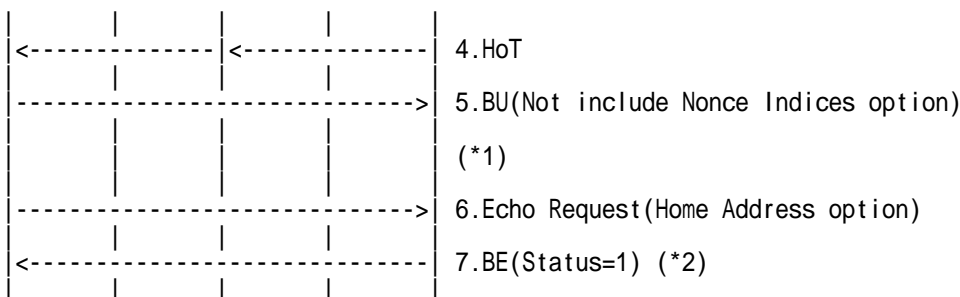 4.HoT
5.BU(Not include Nonce Indices option)
(*1)
6.Echo Request(Home Address option)
7.BE(Status=1) (*2)